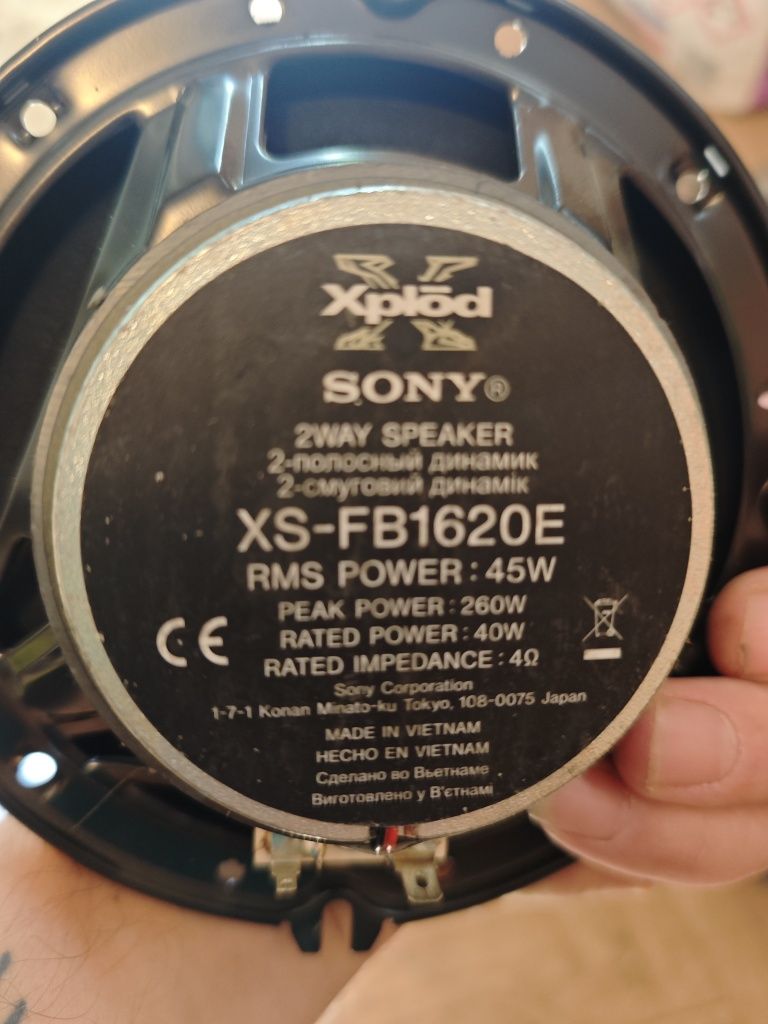 Xplōd
SONY®
2WAY SPEAKER
2-полосный динамик
2-смуговий динамік
XS-FB1620E
RMS POWER : 45W
PEAK POWER : 260W
RATED POWER : 40W
RATED IMPEDANCE : 4Ω
CE
Sony Corporation
1-7-1 Konan Minato-ku Tokyo, 108-0075 Japan
MADE IN VIETNAM
HECHO EN VIETNAM
Сделано во Вьетнаме
Виготовлено у В'єтнамі